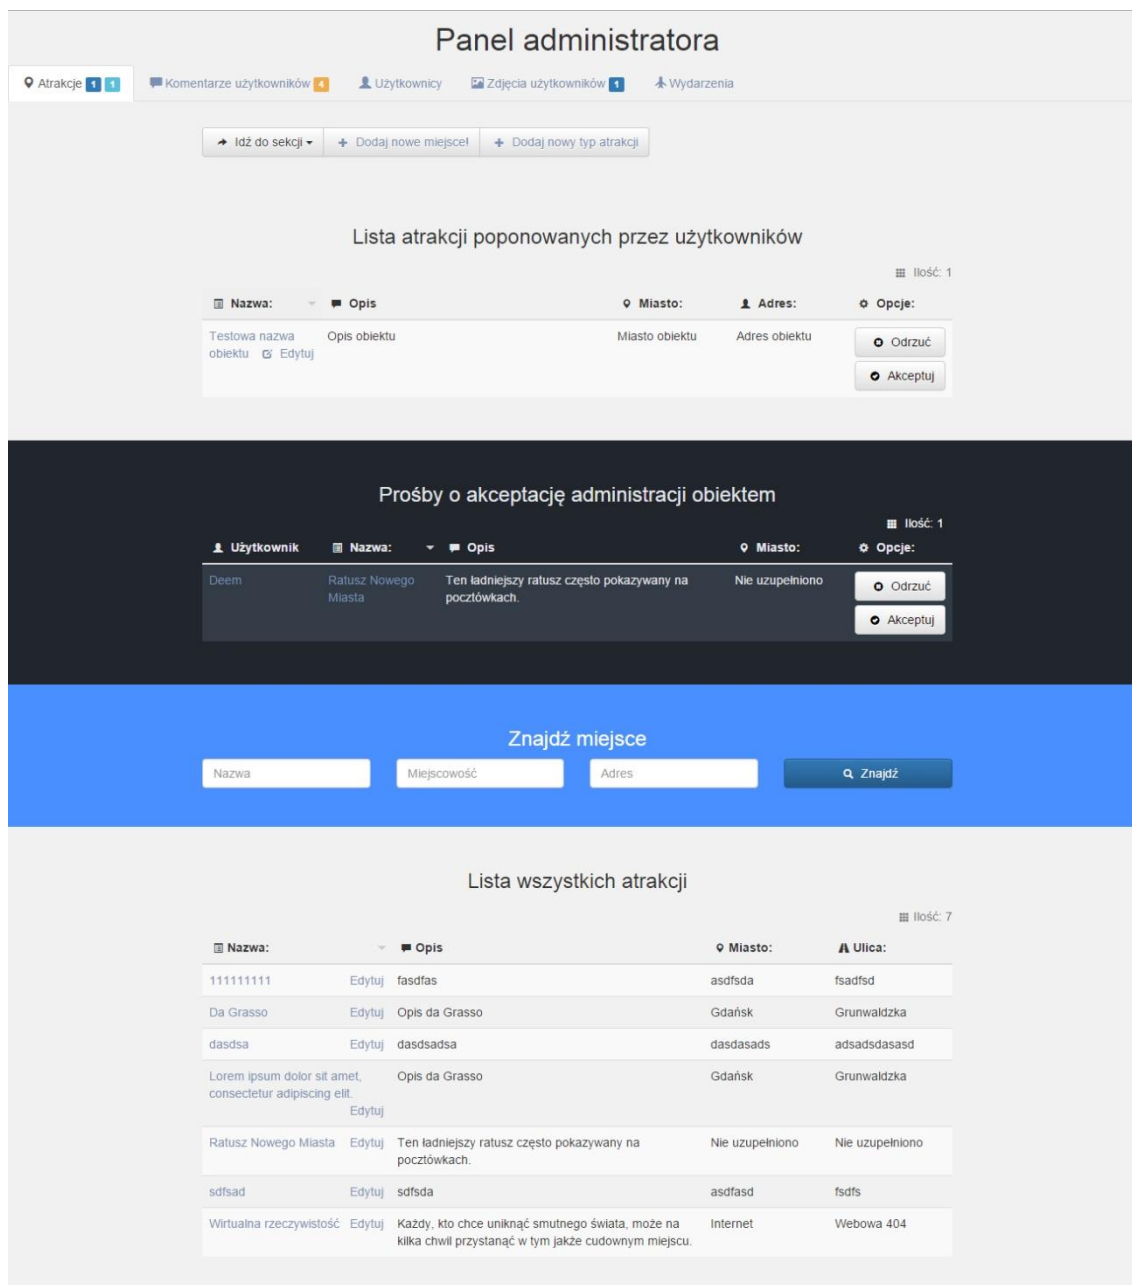 Panel administratora
Atrakcje 1 1 Komentarze użytkowników 4 Użytkownicy Zdjęcia użytkowników 1 Wydarzenia
Idź do sekcji Dodaj nowe miejsce! Dodaj nowy typ atrakcji
Lista atrakcji poponowanych przez użytkowników
Ilość: 1
Nazwa: Opis Miasto: Adres: Opcje:
Testowa nazwa Opis obiektu Miasto obiektu Adres obiektu Odrzuć
obiektu Edytuj
Akceptuj
Prośby o akceptację administracji obiektem
Ilość: 1
Użytkownik Nazwa: Opis Miasto: Opcje:
Deem Ratusz Nowego Ten ładniejszy ratusz często pokazywany na Nie uzupełniono Odrzuć
Miasta pocztówkach.
Akceptuj
Znajdź miejsce
Nazwa Miejscowość Adres Znajdź
Lista wszystkich atrakcji
Ilość: 7
Nazwa: Opis Miasto: Ulica:
111111111 Edytuj fasdfas asdfsda fsadfsd
Da Grasso Edytuj Opis da Grasso Gdańsk Grunwaldzka
dasdsa Edytuj dasdsadsa dasdasads adsadsdasasd
Lorem ipsum dolor sit amet, Opis da Grasso Gdańsk Grunwaldzka
consectetur adipiscing elit.
Edytuj
Ratusz Nowego Miasta Edytuj Ten ładniejszy ratusz często pokazywany na Nie uzupełniono Nie uzupełniono
pocztówkach.
sdfsad Edytuj sdfsda asdfasd fsdfs
Wirtualna rzeczywistość Edytuj Każdy, kto chce uniknąć smutnego świata, może na Internet Webowa 404
kilka chwil przystanąć w tym jakże cudownym miejscu.